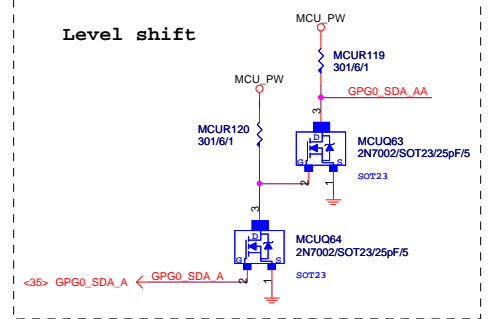 MCU_PW
Level shift
MCUR119
301/6/1
GPG0_SDA_AA
MCU_PW
3
MCUR120
301/6/1
D
MCUQ63
2N7002/SOT23/25pF/5
G
S
SOT23
2
1
3
D
MCUQ64
2N7002/SOT23/25pF/5
G
S
SOT23
<35> GPG0_SDA_A
GPG0_SDA_A
2
1